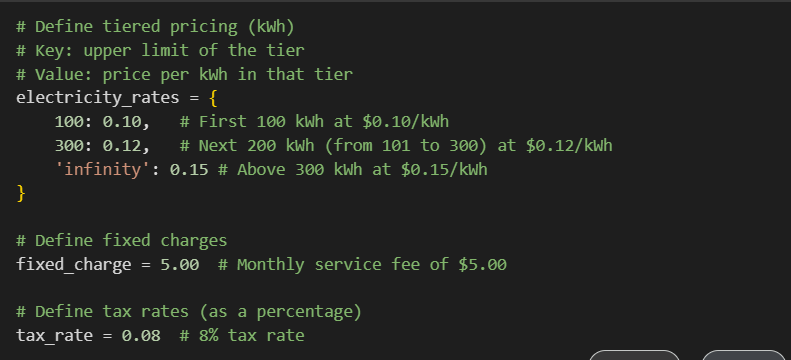 # Define tiered pricing (kWh)
# Key: upper limit of the tier
# Value: price per kWh in that tier
electricity_rates = {
    100: 0.10,   # First 100 kWh at $0.10/kWh
    300: 0.12,   # Next 200 kWh (from 101 to 300) at $0.12/kWh
    'infinity': 0.15 # Above 300 kWh at $0.15/kWh
}

# Define fixed charges
fixed_charge = 5.00  # Monthly service fee of $5.00

# Define tax rates (as a percentage)
tax_rate = 0.08  # 8% tax rate